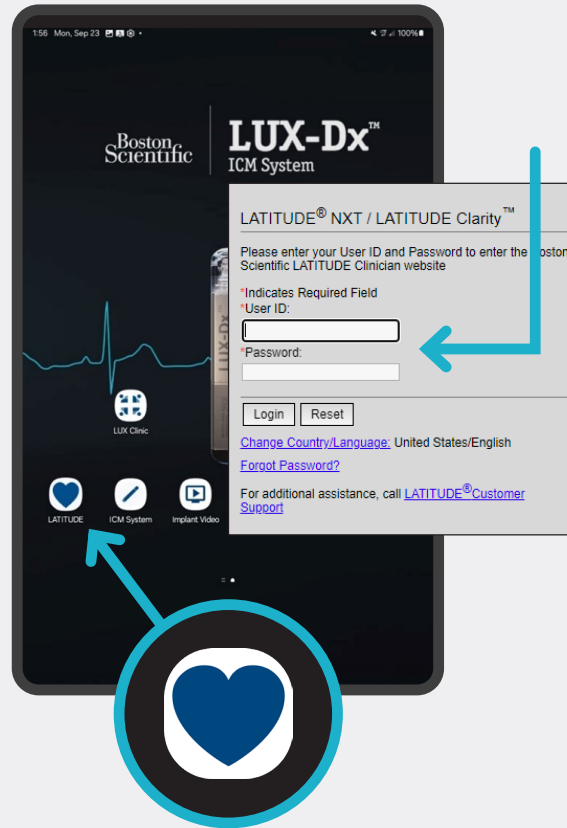 1:56 Mon, Sep 23
100%
Boston
Scientific
LUX-Dx™
ICM System
LATITUDE® NXT / LATITUDE Clarity™
Please enter your User ID and Password to enter the oston
Scientific LATITUDE Clinician website
*Indicates Required Field
*User ID:
*Password:
Login Reset
Change Country/Language: United States/English
Forgot Password?
For additional assistance, call LATITUDE®Customer
Support
LUX-Dx
LUX Clinic
LATITUDE ICM System Implant Video